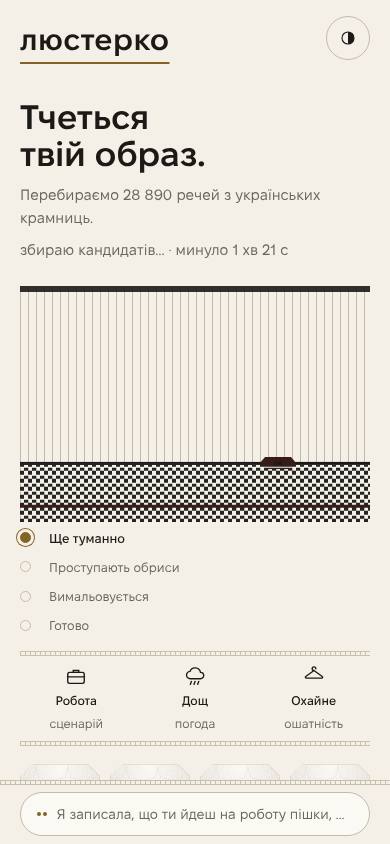 люстерко
Тчеться
твій образ.
Перебираємо 28 890 речей з українських
крамниць.
збираю кандидатів… · минуло 1 хв 21 с
Ще туманно
Проступають обриси
Вимальовується
Готово
Робота
сценарій
Дощ
погода
Охайне
ошатність
Я записала, що ти йдеш на роботу пішки, …